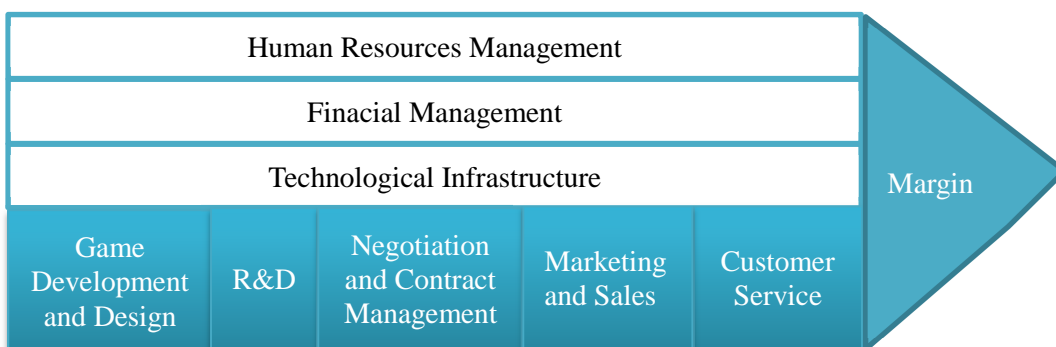 Human Resources Management
Finacial Management
Technological Infrastructure
Margin
Game
Development
and Design
R&D
Negotiation
and Contract
Management
Marketing
and Sales
Customer
Service